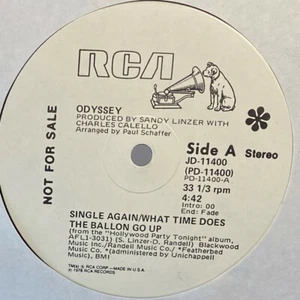 RCA
ODYSSEY
PRODUCED BY SANDY LINZER WITH
CHARLES CALELLO
Arranged by Paul Schaffer
NOT FOR SALE
Side A Stereo
JD-11400
(PD-11400)
PD-11400-A
33 1/3 rpm
4:42
Intro: 00
End: Fade
SINGLE AGAIN/WHAT TIME DOES
THE BALLON GO UP
(from the "Hollywood Party Tonight" album,
AFL1-3031) (S. Linzer-D. Randell) Blackwood
Music Inc/Randell Music Co./Featherbed
Music Inc.* (*administered by Unichappell
Music), BMI
TM(s) ® RCA CORP.—MADE IN U.S.A.
℗ 1978 RCA RECORDS